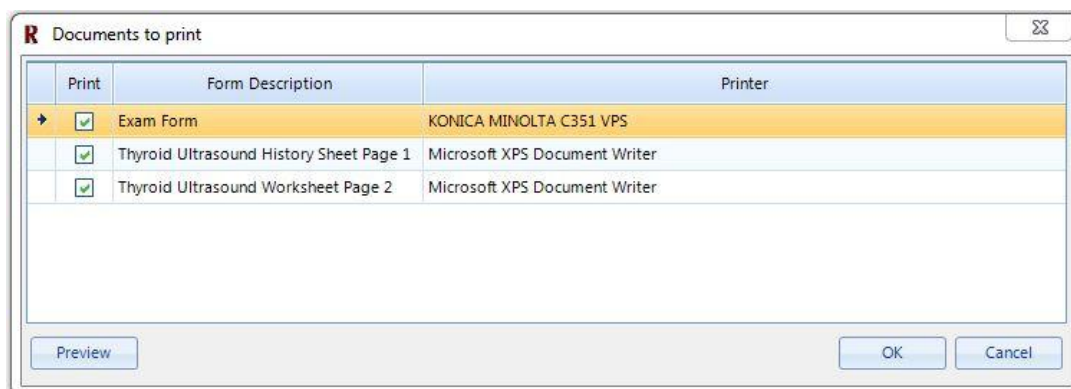 R Documents to print
Print Form Description Printer
Exam Form KONICA MINOLTA C351 VPS
Thyroid Ultrasound History Sheet Page 1 Microsoft XPS Document Writer
Thyroid Ultrasound Worksheet Page 2 Microsoft XPS Document Writer
Preview OK Cancel